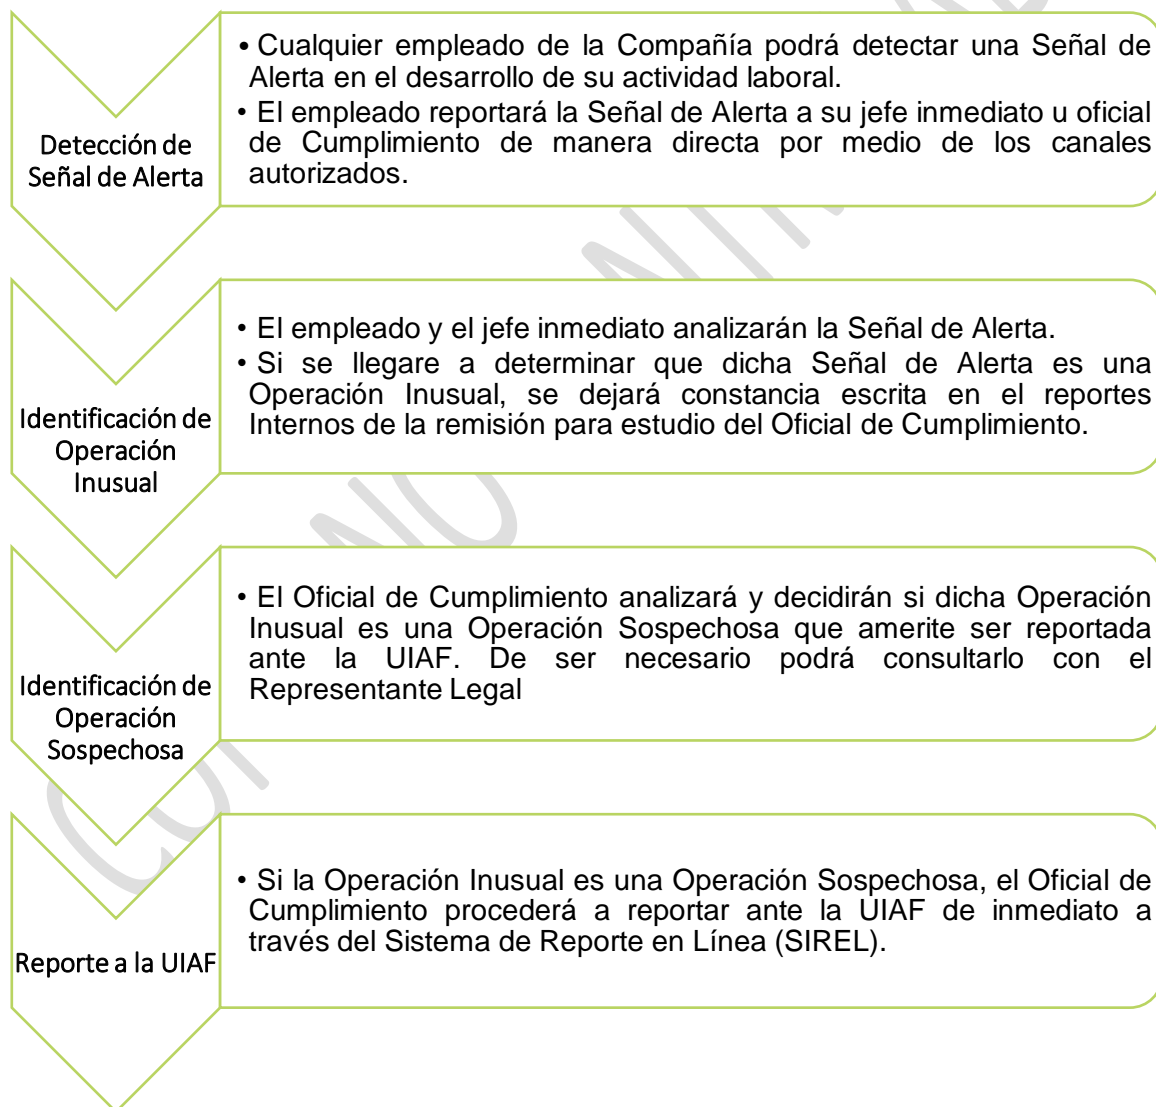 • Cualquier empleado de la Compañía podrá detectar una Señal de
Alerta en el desarrollo de su actividad laboral.
• El empleado reportará la Señal de Alerta a su jefe inmediato u oficial
de Cumplimiento de manera directa por medio de los canales
autorizados.
Detección de
Señal de Alerta
• El empleado y el jefe inmediato analizarán la Señal de Alerta.
• Si se llegare a determinar que dicha Señal de Alerta es una
Operación Inusual, se dejará constancia escrita en el reportes
Internos de la remisión para estudio del Oficial de Cumplimiento.
Identificación de
Operación
Inusual
• El Oficial de Cumplimiento analizará y decidirán si dicha Operación
Inusual es una Operación Sospechosa que amerite ser reportada
ante la UIAF. De ser necesario podrá consultarlo con el
Representante Legal
Identificación de
Operación
Sospechosa
• Si la Operación Inusual es una Operación Sospechosa, el Oficial de
Cumplimiento procederá a reportar ante la UIAF de inmediato a
través del Sistema de Reporte en Línea (SIREL).
Reporte a la UIAF